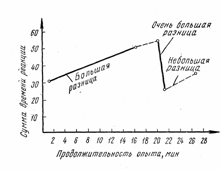 Сумма времени реакции
60
50
40
30
20
10
0
2 4 6 8 10 12 14 16 18 20 22 24 26 28
Продолжительность опыта, мин
Большая
разница
Очень большая
разница
Небольшая
разница